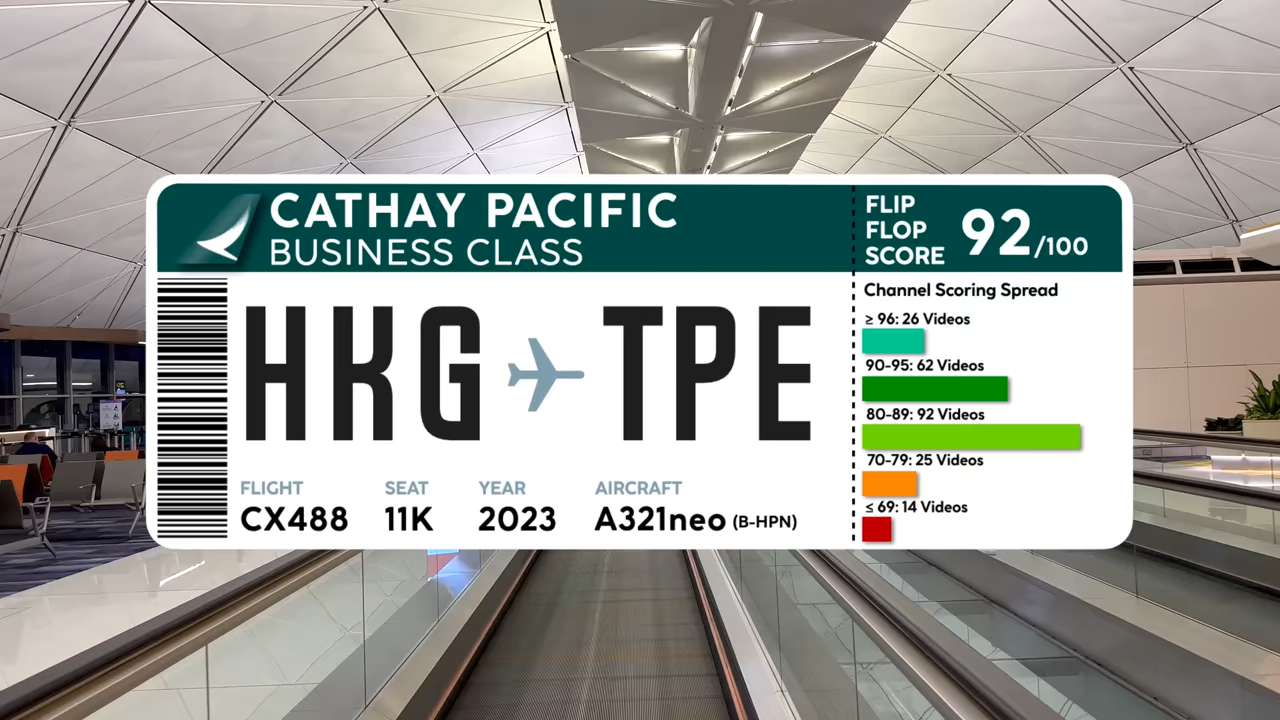 CATHAY PACIFIC
BUSINESS CLASS
HKG TPE
FLIGHT SEAT YEAR AIRCRAFT
CX488 11K 2023 A321neo (B-HPN)
FLIP
FLOP
SCORE
92/100
Channel Scoring Spread
≥ 96: 26 Videos
90-95: 62 Videos
80-89: 92 Videos
70-79: 25 Videos
≤ 69: 14 Videos